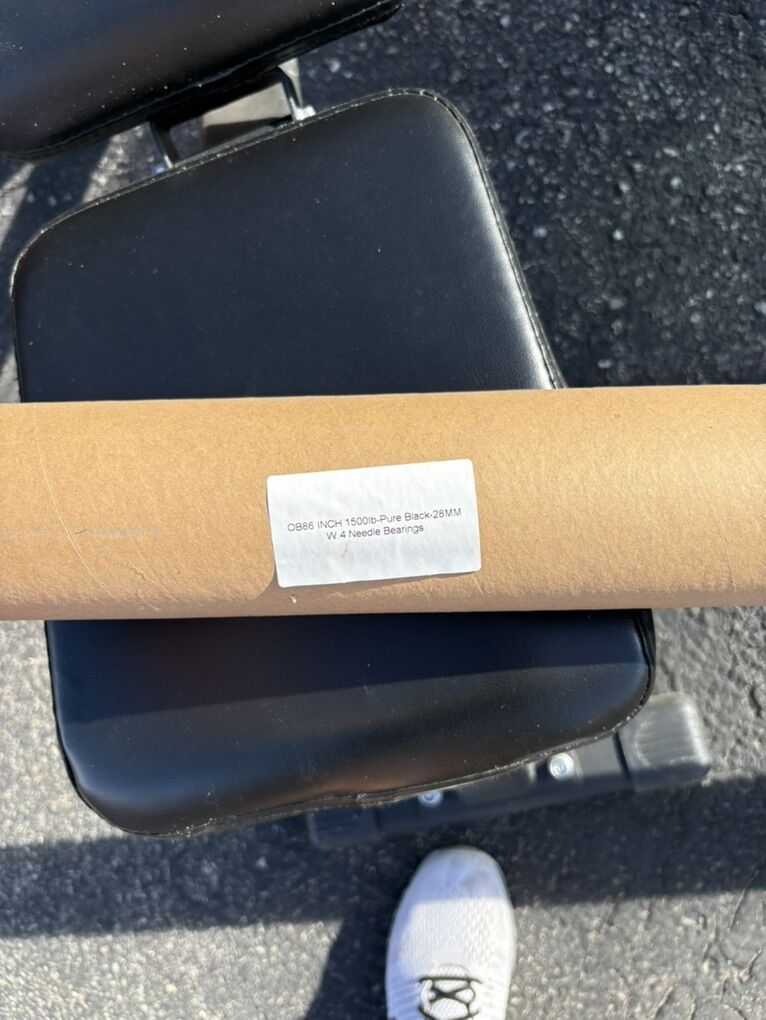 OB86 INCH 1500lb-Pure Black-28MM
W.4 Needle Bearings